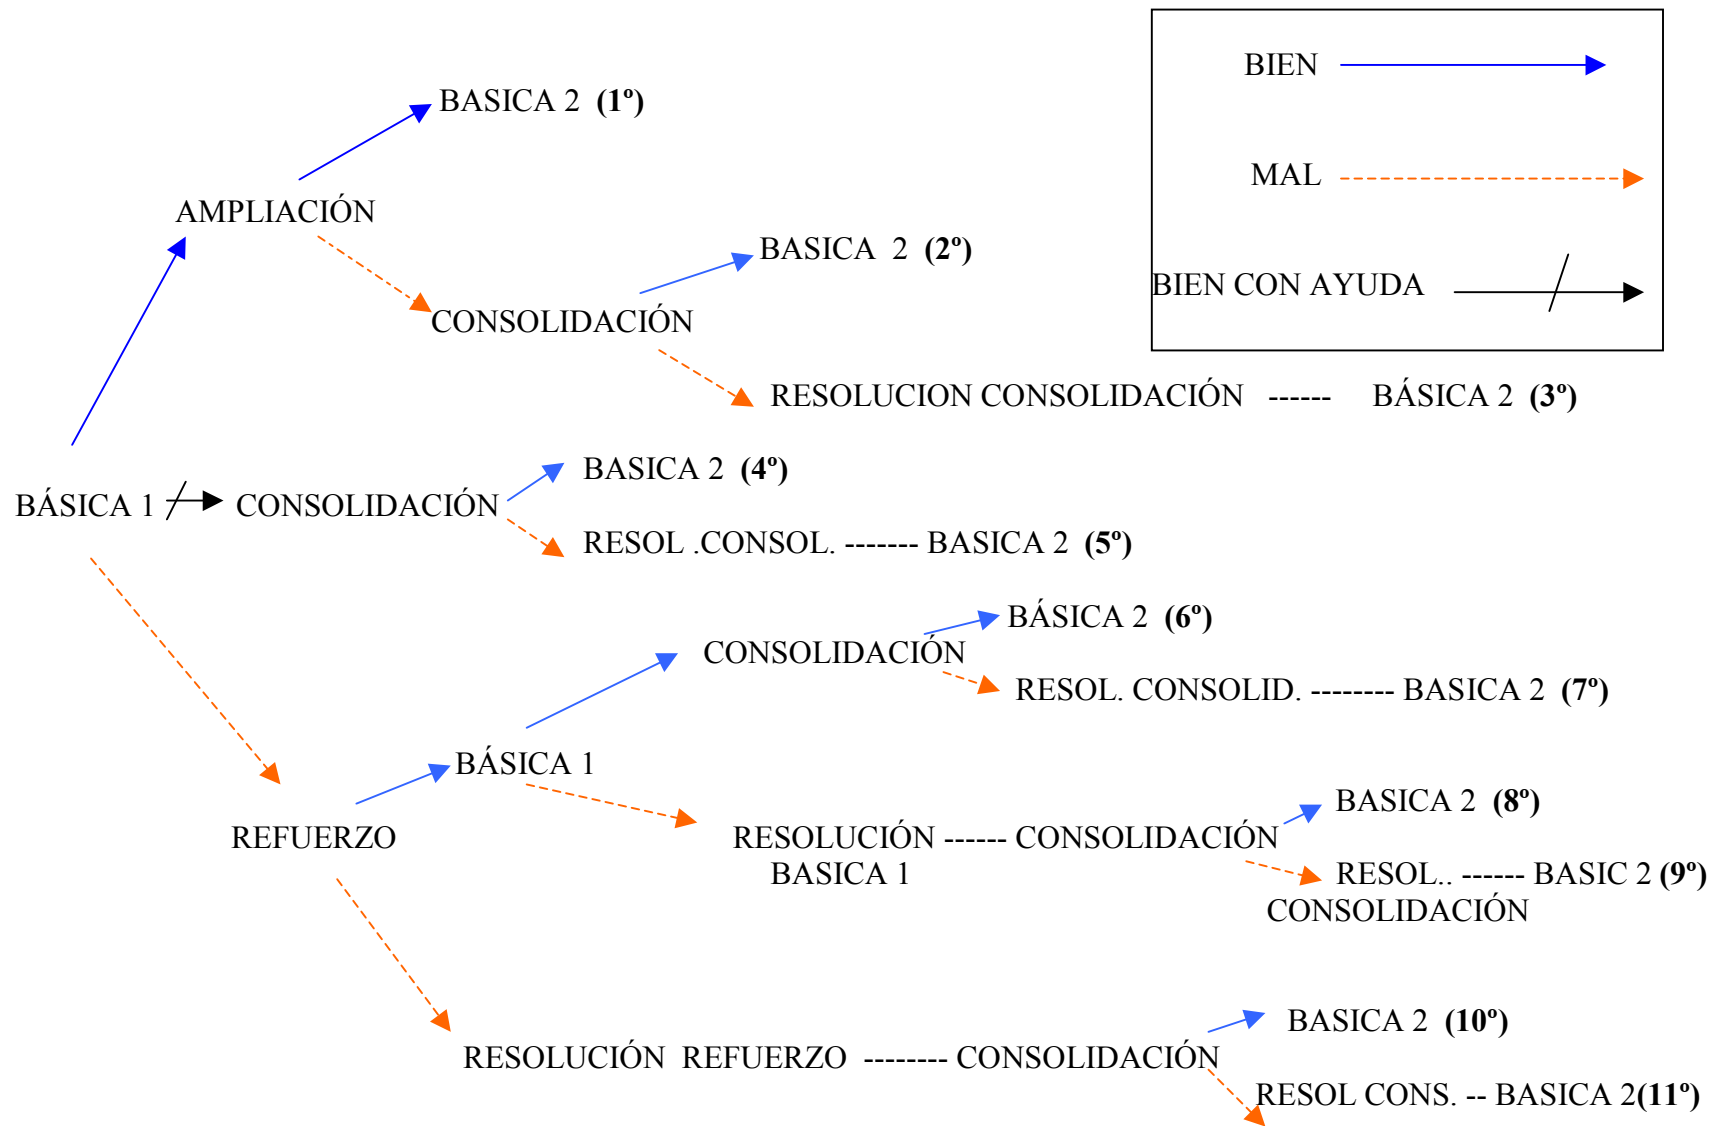 BIEN
BASICA 2 (1º)
MAL
AMPLIACIÓN
BASICA 2 (2º)
BIEN CON AYUDA
CONSOLIDACIÓN
RESOLUCION CONSOLIDACIÓN ------ BÁSICA 2 (3º)
BASICA 2 (4º)
BÁSICA 1 CONSOLIDACIÓN
RESOL .CONSOL. ------- BASICA 2 (5º)
BÁSICA 2 (6º)
CONSOLIDACIÓN
RESOL. CONSOLID. -------- BASICA 2 (7º)
BÁSICA 1
BASICA 2 (8º)
REFUERZO RESOLUCIÓN ------ CONSOLIDACIÓN
BASICA 1 RESOL.. ------ BASIC 2 (9º)
CONSOLIDACIÓN
BASICA 2 (10º)
RESOLUCIÓN REFUERZO -------- CONSOLIDACIÓN
RESOL CONS. -- BASICA 2(11º)